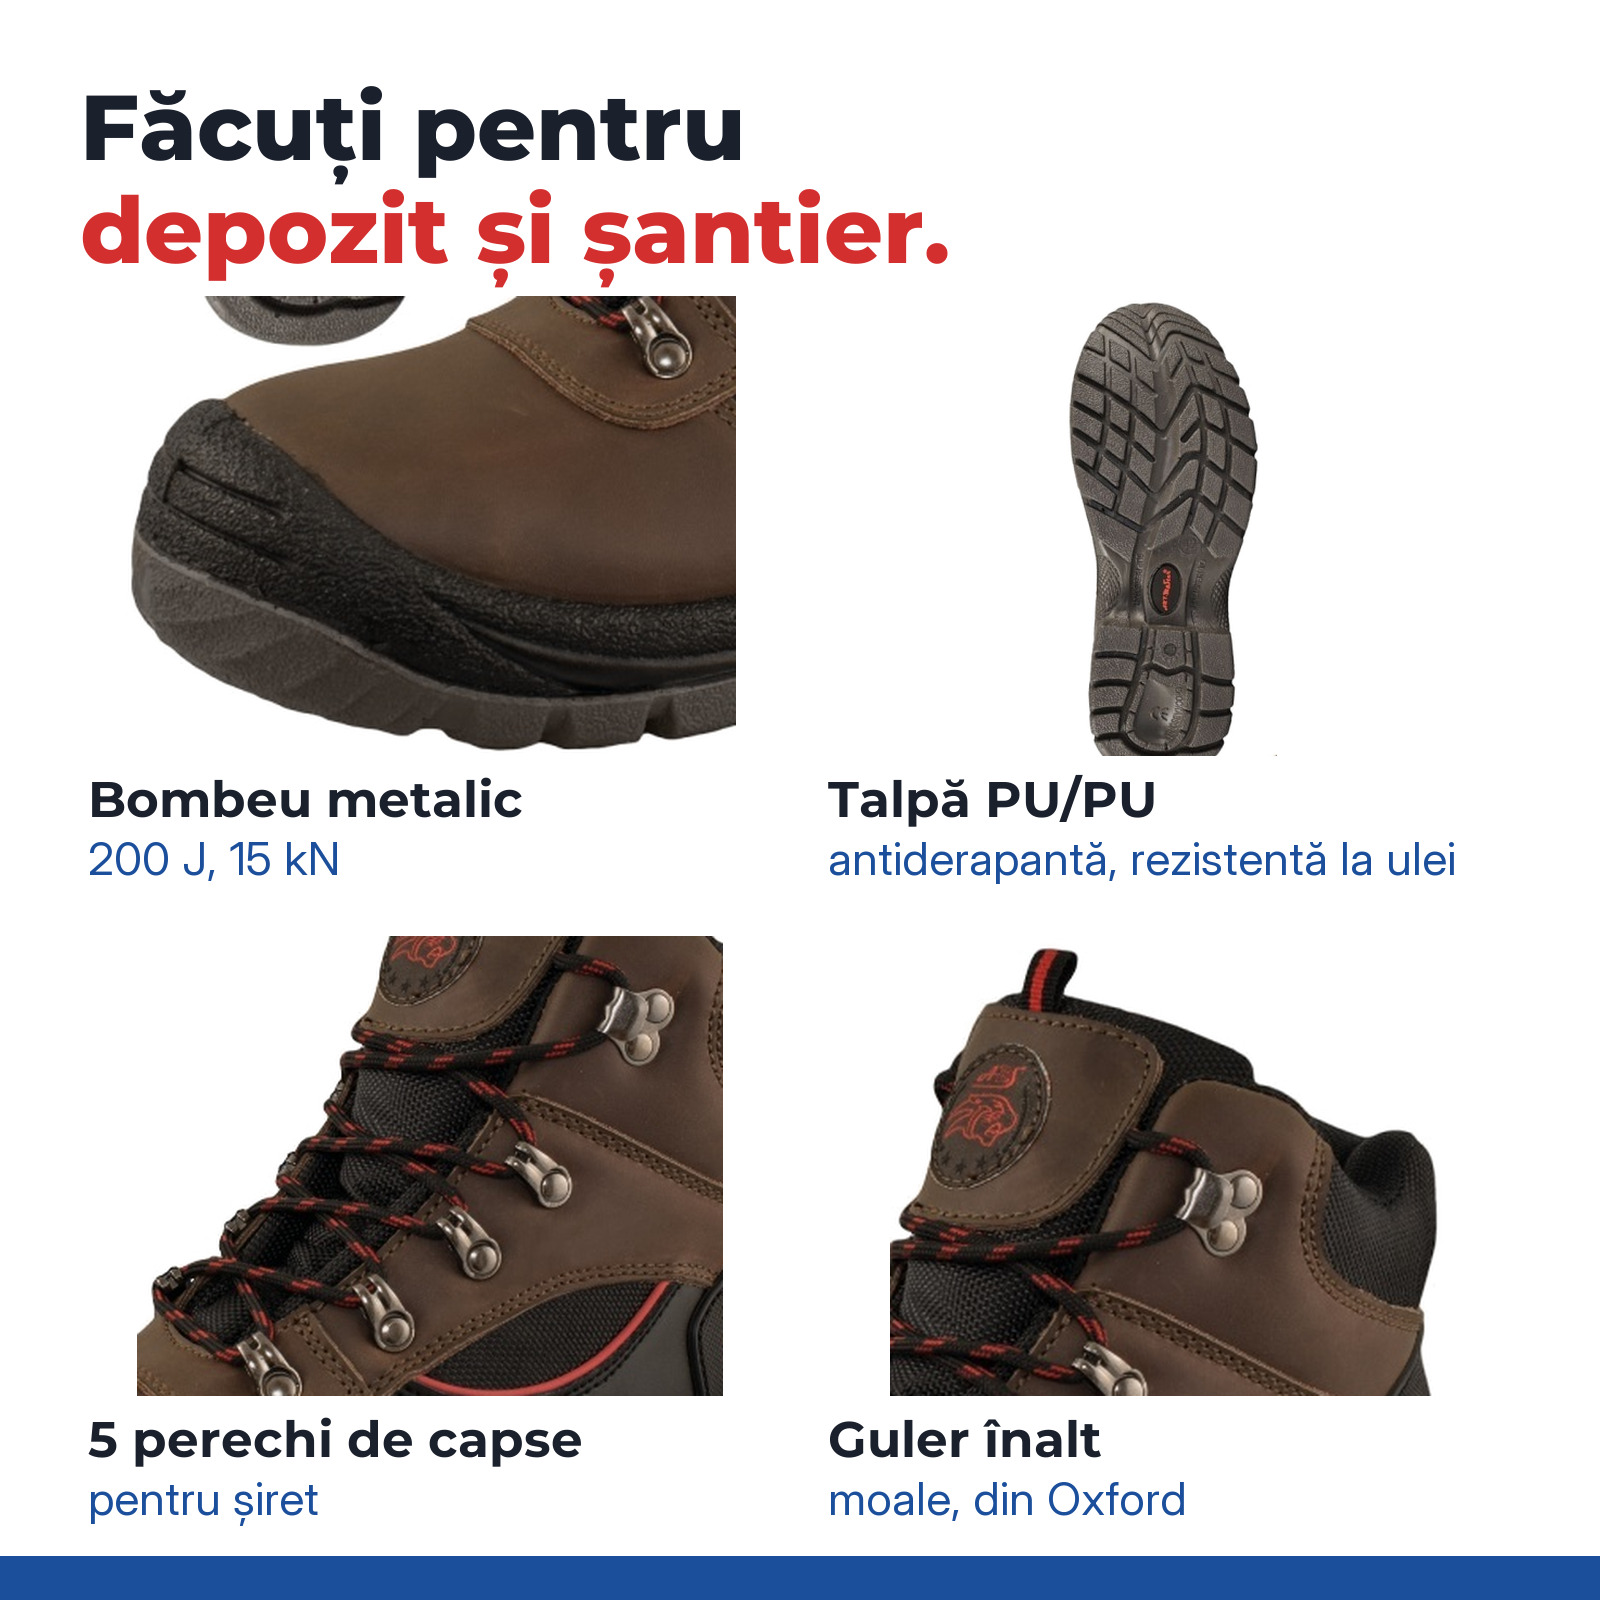 Făcuți pentru
depozit și șantier.
Bombeu metalic
200 J, 15 kN
Talpă PU/PU
antiderapantă, rezistentă la ulei
5 perechi de capse
pentru șiret
Guler înalt
moale, din Oxford